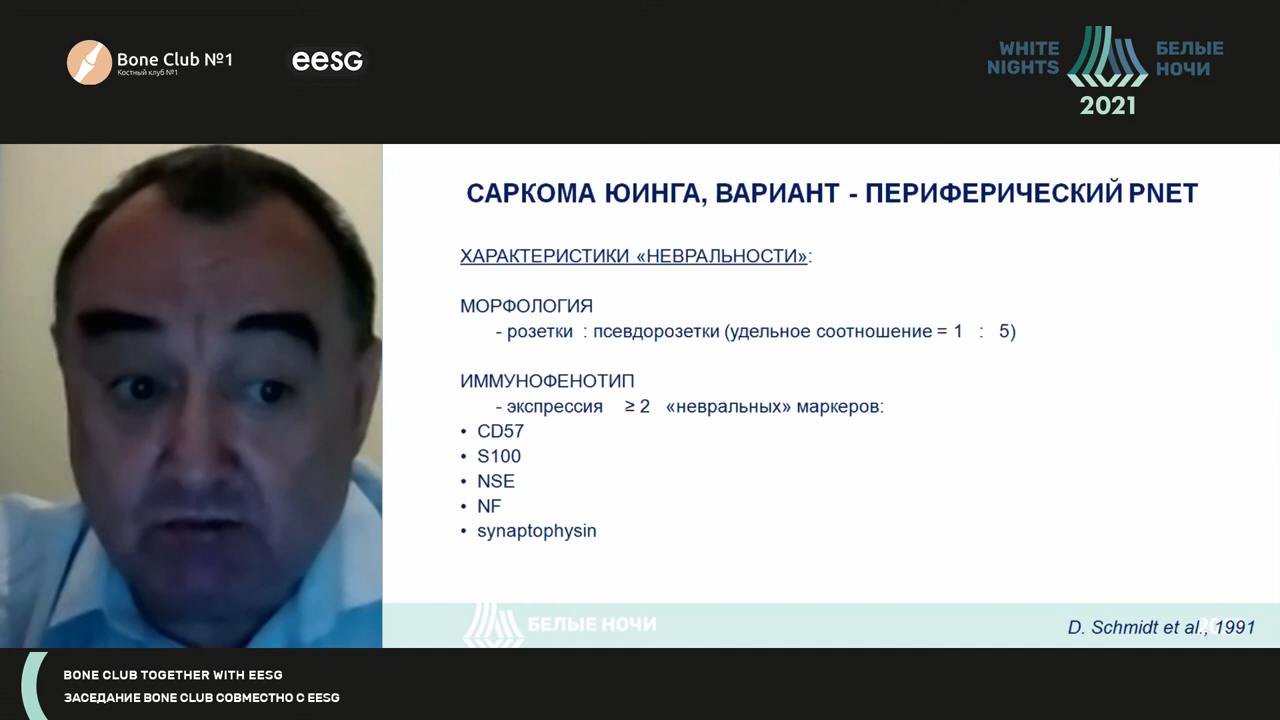 Bone Club №1
Костный клуб №1
eesg
WHITE NIGHTS
БЕЛЫЕ НОЧИ
2021
САРКОМА ЮИНГА, ВАРИАНТ - ПЕРИФЕРИЧЕСКИЙ PNET
ХАРАКТЕРИСТИКИ «НЕВРАЛЬНОСТИ»:
МОРФОЛОГИЯ
- розетки : псевдорозетки (удельное соотношение = 1 : 5)
ИММУНОФЕНОТИП
- экспрессия ≥ 2 «невральных» маркеров:
• CD57
• S100
• NSE
• NF
• synaptophysin
БЕЛЫЕ НОЧИ
D. Schmidt et al., 1991
BONE CLUB TOGETHER WITH EESG
ЗАСЕДАНИЕ BONE CLUB СОВМЕСТНО С EESG